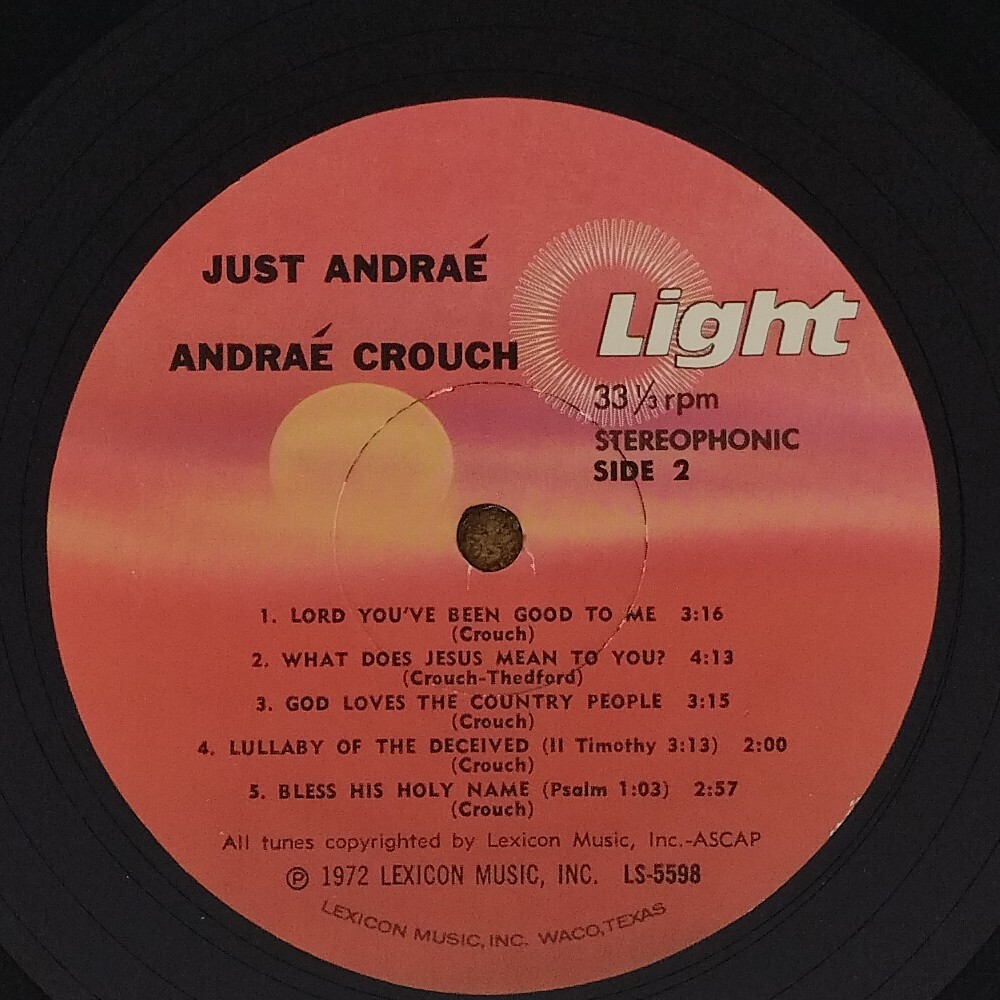 JUST ANDRAÉ
ANDRAÉ CROUCH
Light
33 1/3 rpm
STEREOPHONIC
SIDE 2
1. LORD YOU'VE BEEN GOOD TO ME 3:16
(Crouch)
2. WHAT DOES JESUS MEAN TO YOU? 4:13
(Crouch-Thedford)
3. GOD LOVES THE COUNTRY PEOPLE 3:15
(Crouch)
4. LULLABY OF THE DECEIVED (II Timothy 3:13) 2:00
(Crouch)
5. BLESS HIS HOLY NAME (Psalm 1:03) 2:57
(Crouch)
All tunes copyrighted by Lexicon Music, Inc.-ASCAP
℗ 1972 LEXICON MUSIC, INC. LS-5598
LEXICON MUSIC, INC. WACO, TEXAS